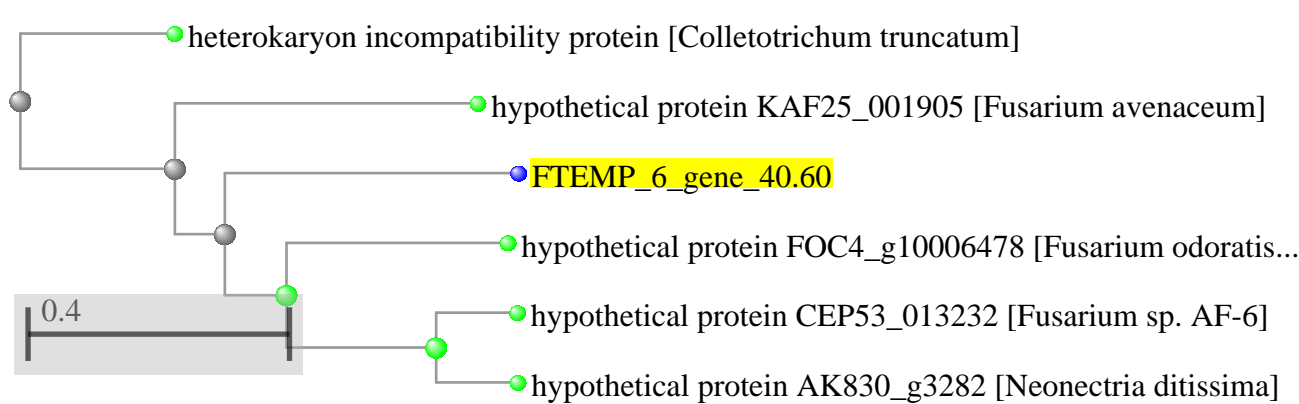 heterokaryon incompatibility protein [Colletotrichum truncatum]
hypothetical protein KAF25_001905 [Fusarium avenaceum]
FTEMP_6_gene_40.60
hypothetical protein FOC4_g10006478 [Fusarium odoratis...
0.4
hypothetical protein CEP53_013232 [Fusarium sp. AF-6]
hypothetical protein AK830_g3282 [Neonectria ditissima]